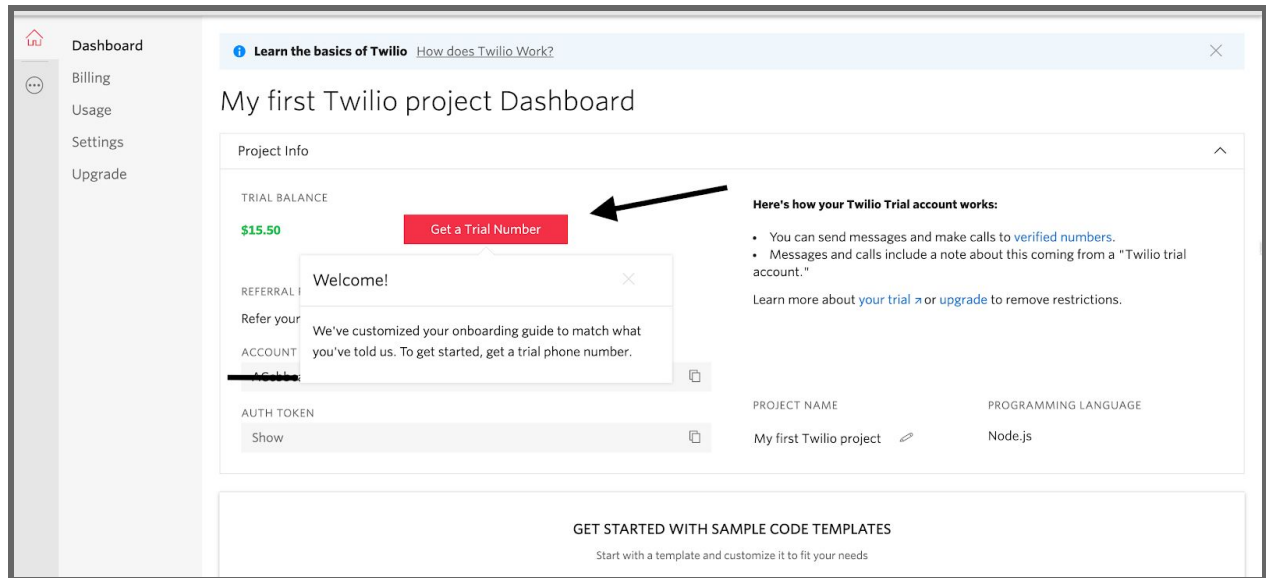 Dashboard
Billing
Usage
Settings
Upgrade
Learn the basics of Twilio How does Twilio Work?
My first Twilio project Dashboard
Project Info
TRIAL BALANCE
$15.50
Get a Trial Number
Welcome!
We've customized your onboarding guide to match what
you've told us. To get started, get a trial phone number.
REFERRAL
Refer your
ACCOUNT
AUTH TOKEN
Show
Here's how your Twilio Trial account works:
• You can send messages and make calls to verified numbers.
• Messages and calls include a note about this coming from a "Twilio trial
account."
Learn more about your trial ↗ or upgrade to remove restrictions.
PROJECT NAME
My first Twilio project
PROGRAMMING LANGUAGE
Node.js
GET STARTED WITH SAMPLE CODE TEMPLATES
Start with a template and customize it to fit your needs